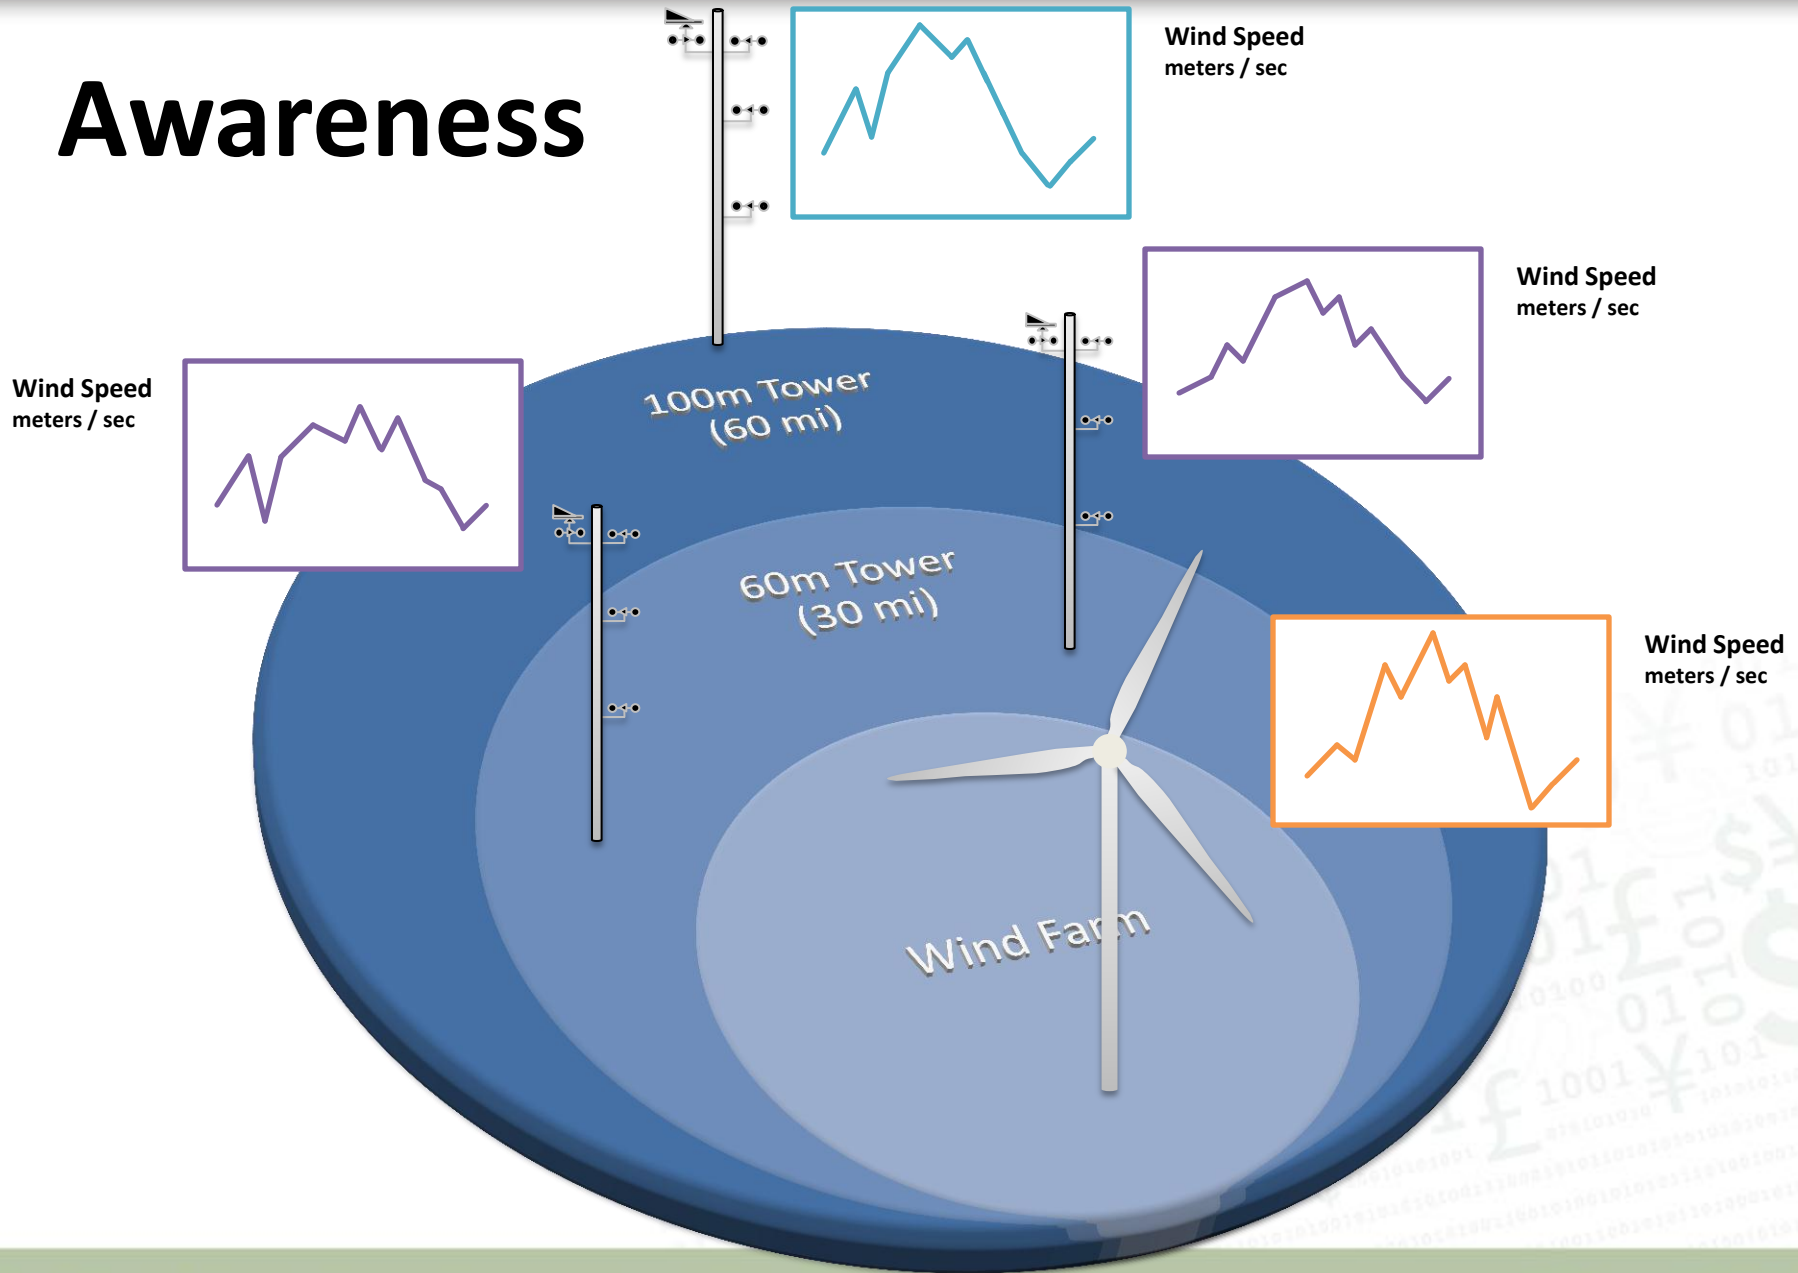 Awareness
Wind Speed
meters / sec
Wind Speed
meters / sec
Wind Speed
meters / sec
100m Tower
(60 mi)
60m Tower
(30 mi)
Wind Speed
meters / sec
Wind Farm